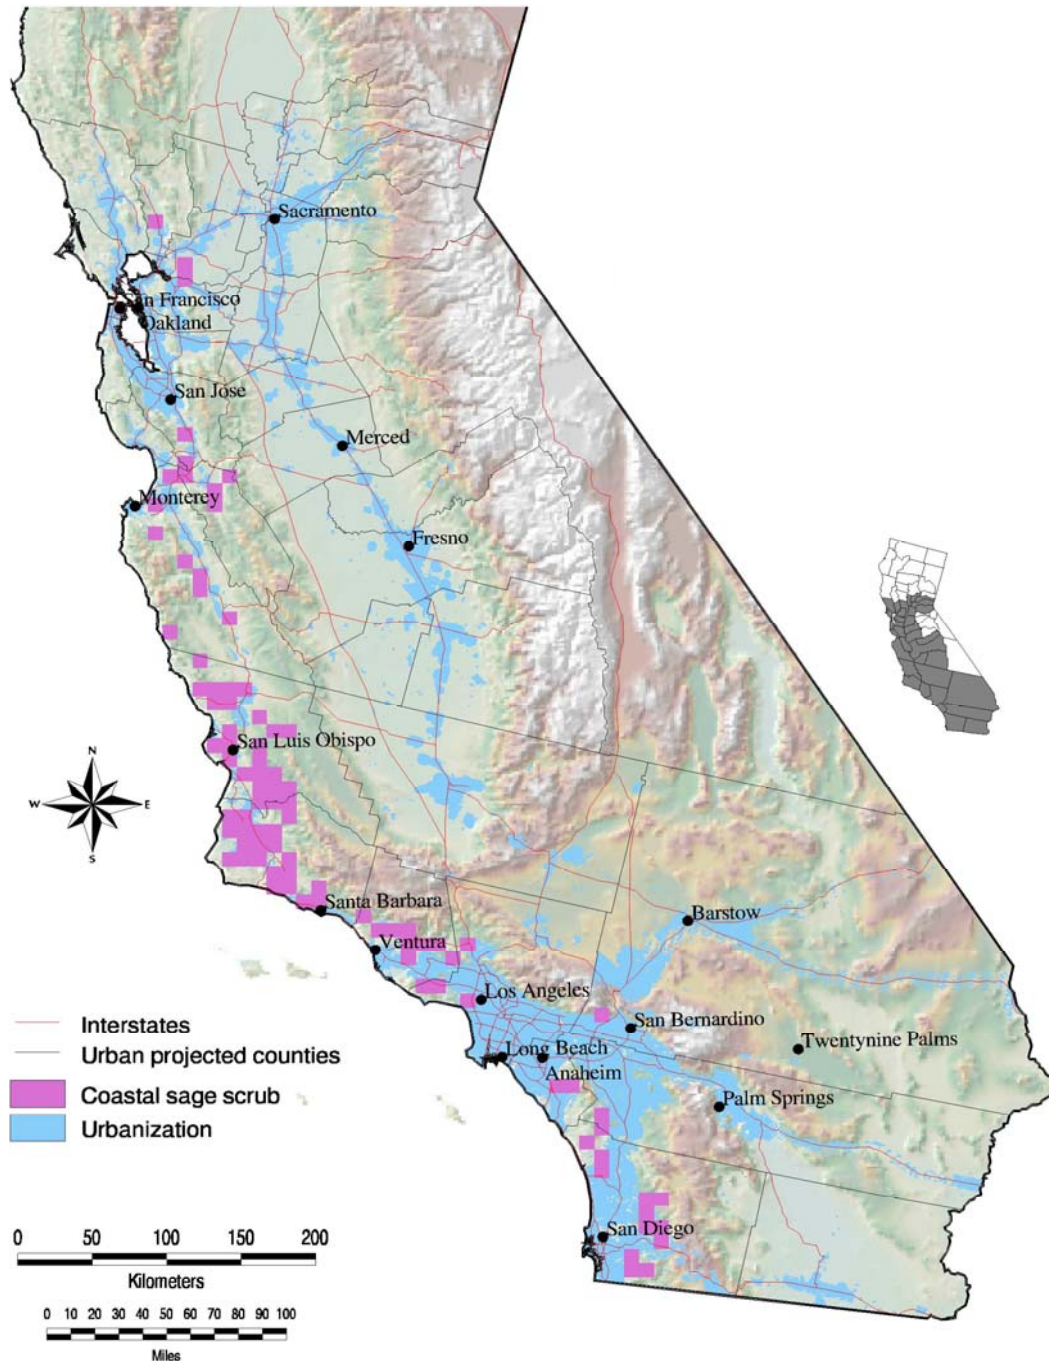 Sacramento
San Francisco
Oakland
San Jose
Merced
Monterey
Fresno
San Luis Obispo
N
W E
S
Santa Barbara
Barstow
Ventura
Los Angeles
San Bernardino
Interstates
Twentynine Palms
Urban projected counties
Long Beach
Anaheim
Coastal sage scrub
Palm Springs
Urbanization
San Diego
0 50 100 150 200
Kilometers
0 10 20 30 40 50 60 70 80 90 100
Miles